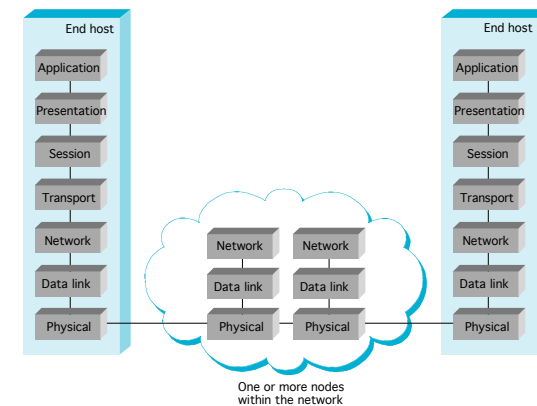 End host
End host
Application
Application
Presentation
Presentation
Session
Session
Transport
Transport
Network
Network
Network
Network
Data link
Data link
Data link
Data link
Physical
Physical
Physical
Physical
One or more nodes
within the network